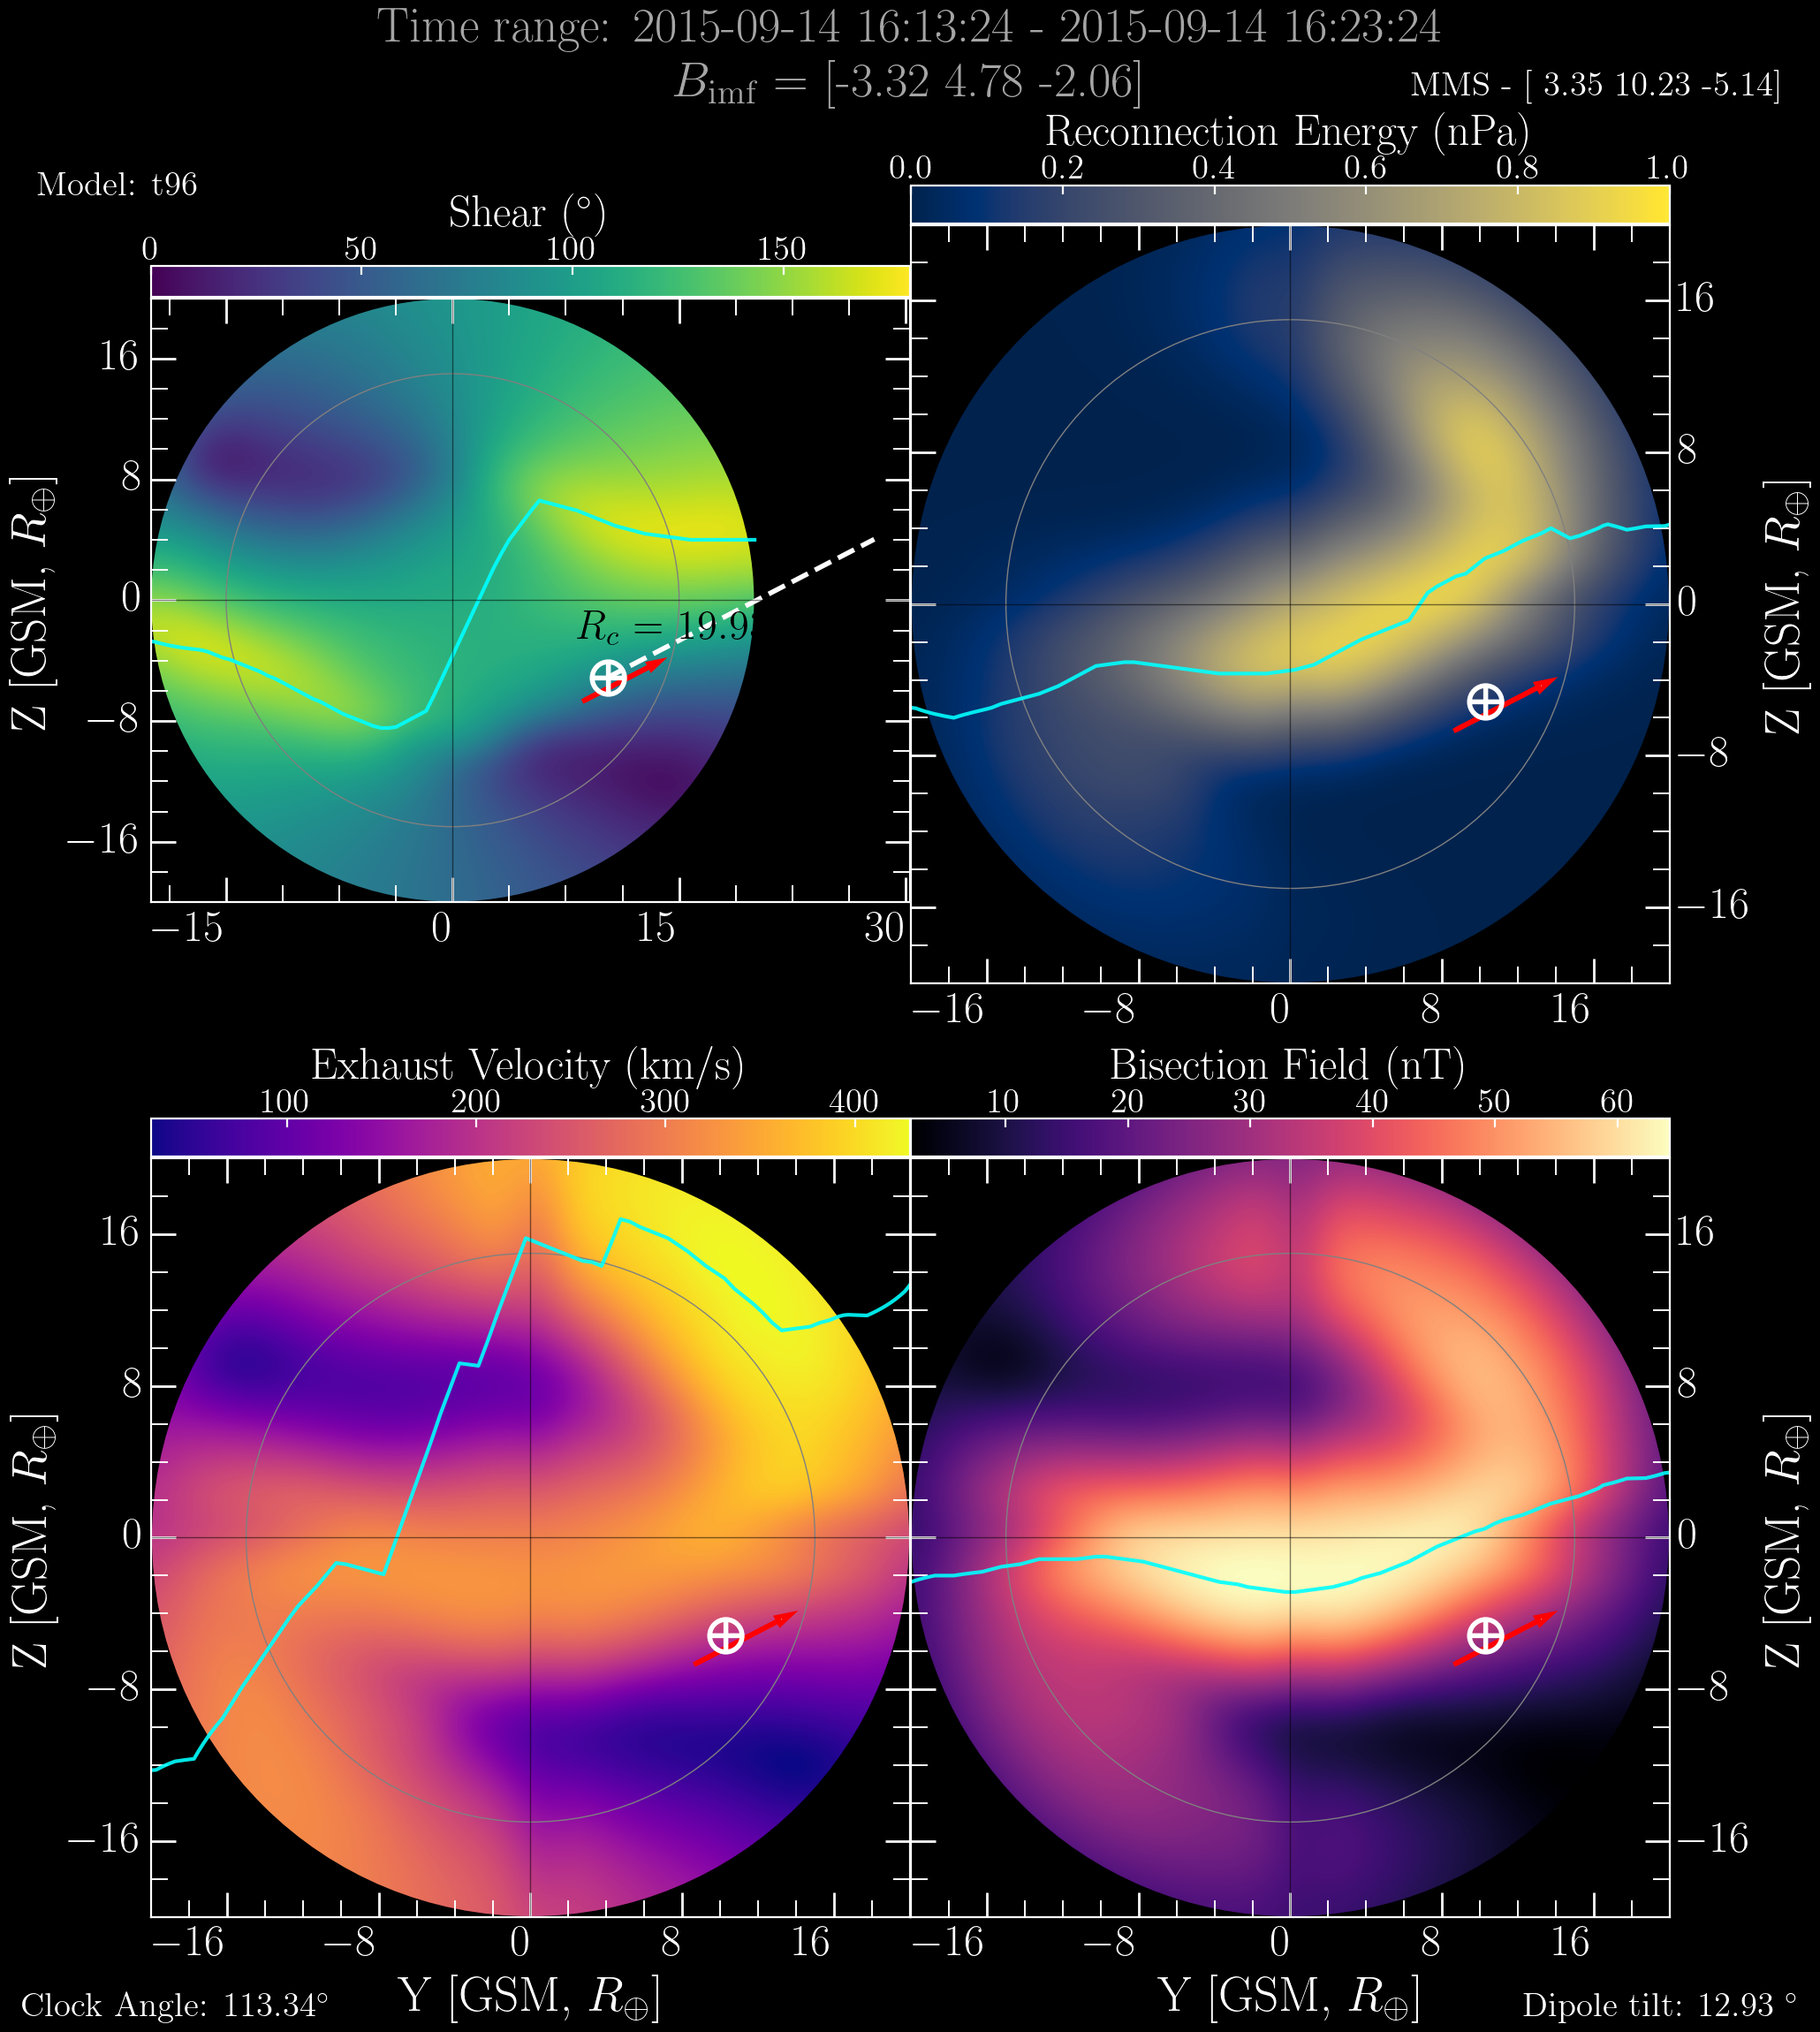 Time range: 2015-09-14 16:13:24 - 2015-09-14 16:23:24
B_imf = [-3.32 4.78 -2.06]
MMS - [ 3.35 10.23 -5.14]
Model: t96
Shear (°)
0 50 100 150
16
8
0
−8
−16
−15 0 15 30
Z [GSM, R⊕]
R_c = 19.9
Reconnection Energy (nPa)
0.0 0.2 0.4 0.6 0.8 1.0
16
8
0
−8
−16
−16 −8 0 8 16
Z [GSM, R⊕]
Exhaust Velocity (km/s)
100 200 300 400
16
8
0
−8
−16
−16 −8 0 8 16
Z [GSM, R⊕]
Y [GSM, R⊕]
Bisection Field (nT)
10 20 30 40 50 60
16
8
0
−8
−16
−16 −8 0 8 16
Z [GSM, R⊕]
Y [GSM, R⊕]
Clock Angle: 113.34°
Dipole tilt: 12.93 °